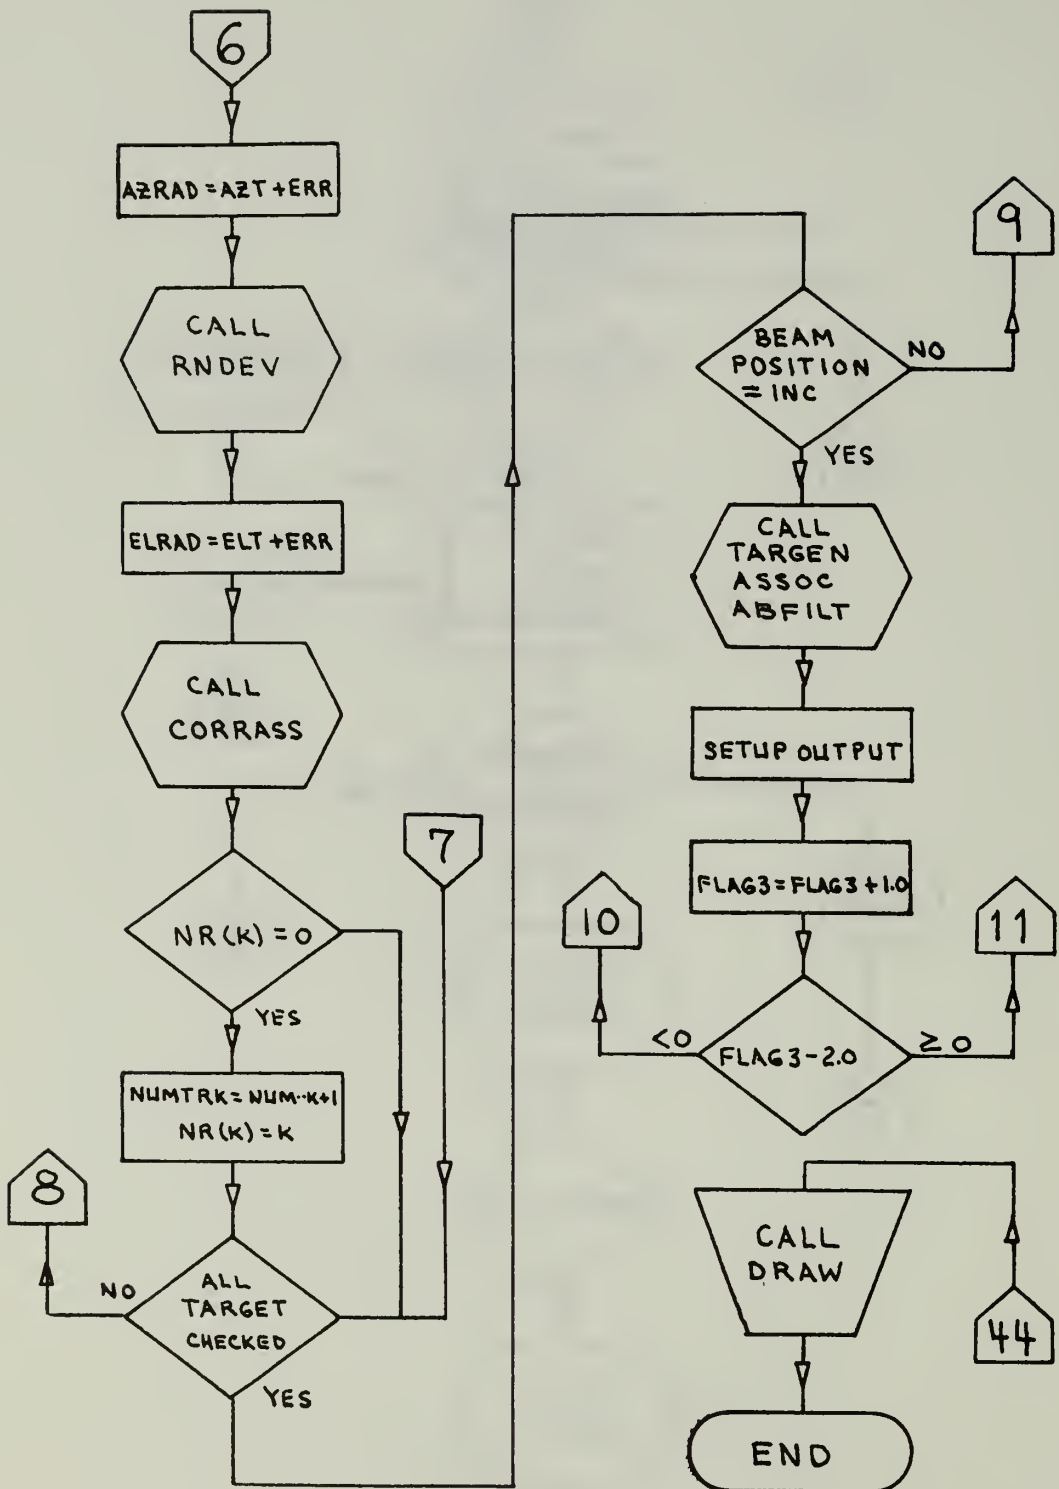 6
AZRAD = AZT + ERR
CALL
RNDEV
ELRAD = ELT + ERR
CALL
CORRASS
7
NR(K) = 0
YES
NUMTRK = NUM··K+1
NR(K) = K
8
NO
ALL
TARGET
CHECKED
YES
9
BEAM
POSITION
= INC
NO
YES
CALL
TARGEN
ASSOC
ABFILT
SETUP OUTPUT
FLAG3 = FLAG3 + 1.0
10
11
<0
FLAG3-2.0
≥ 0
CALL
DRAW
44
END